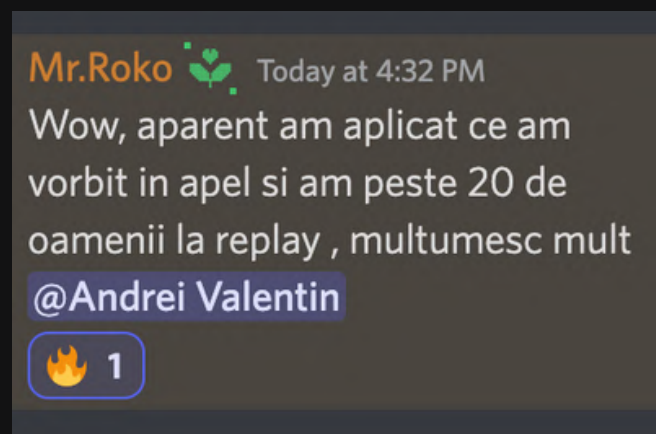 Mr.Roko Today at 4:32 PM
Wow, aparent am aplicat ce am
vorbit in apel si am peste 20 de
oamenii la replay , multumesc mult
@Andrei Valentin
🔥 1